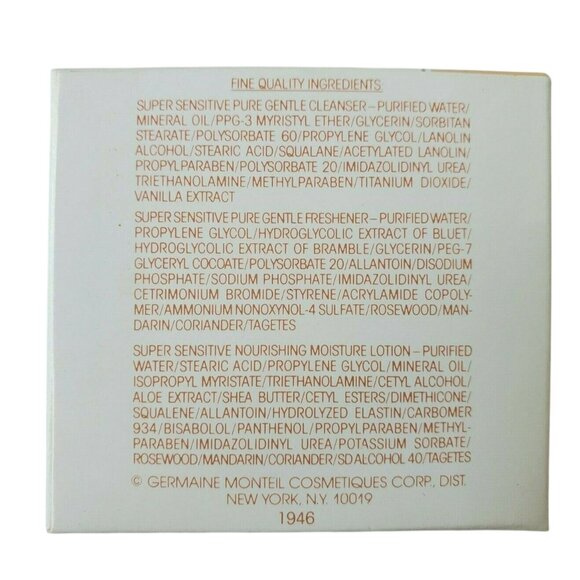 FINE QUALITY INGREDIENTS
SUPER SENSITIVE PURE GENTLE CLEANSER—PURIFIED WATER/
MINERAL OIL/PPG-3 MYRISTYL ETHER/GLYCERIN/SORBITAN
STEARATE/POLYSORBATE 60/PROPYLENE GLYCOL/LANOLIN
ALCOHOL/STEARIC ACID/SQUALANE/ACETYLATED LANOLIN/
PROPYLPARABEN/POLYSORBATE 20/IMIDAZOLIDINYL UREA/
TRIETHANOLAMINE/METHYLPARABEN/TITANIUM DIOXIDE/
VANILLA EXTRACT
SUPER SENSITIVE PURE GENTLE FRESHENER—PURIFIED WATER/
PROPYLENE GLYCOL/HYDROGLYCOLIC EXTRACT OF BLUET/
HYDROGLYCOLIC EXTRACT OF BRAMBLE/GLYCERIN/PEG-7
GLYCERYL COCOATE/POLYSORBATE 20/ALLANTOIN/DISODIUM
PHOSPHATE/SODIUM PHOSPHATE/IMIDAZOLIDINYL UREA/
CETRIMONIUM BROMIDE/STYRENE/ACRYLAMIDE COPOLY-
MER/AMMONIUM NONOXYNOL-4 SULFATE/ROSEWOOD/MAN-
DARIN/CORIANDER/TAGETES
SUPER SENSITIVE NOURISHING MOISTURE LOTION—PURIFIED
WATER/STEARIC ACID/PROPYLENE GLYCOL/MINERAL OIL/
ISOPROPYL MYRISTATE/TRIETHANOLAMINE/CETYL ALCOHOL/
ALOE EXTRACT/SHEA BUTTER/CETYL ESTERS/DIMETHICONE/
SQUALENE/ALLANTOIN/HYDROLYZED ELASTIN/CARBOMER
934/BISABOLOL/PANTHENOL/PROPYLPARABEN/METHYL-
PARABEN/IMIDAZOLIDINYL UREA/POTASSIUM SORBATE/
ROSEWOOD/MANDARIN/CORIANDER/SD ALCOHOL 40/TAGETES
© GERMAINE MONTEIL COSMETIQUES CORP., DIST.
NEW YORK, N.Y. 10019
1946